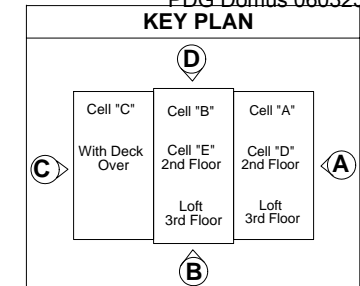 KEY PLAN
D
Cell "C"
Cell "B"
Cell "A"
With Deck
Over
Cell "E"
2nd Floor
Cell "D"
2nd Floor
C
A
Loft
3rd Floor
Loft
3rd Floor
B